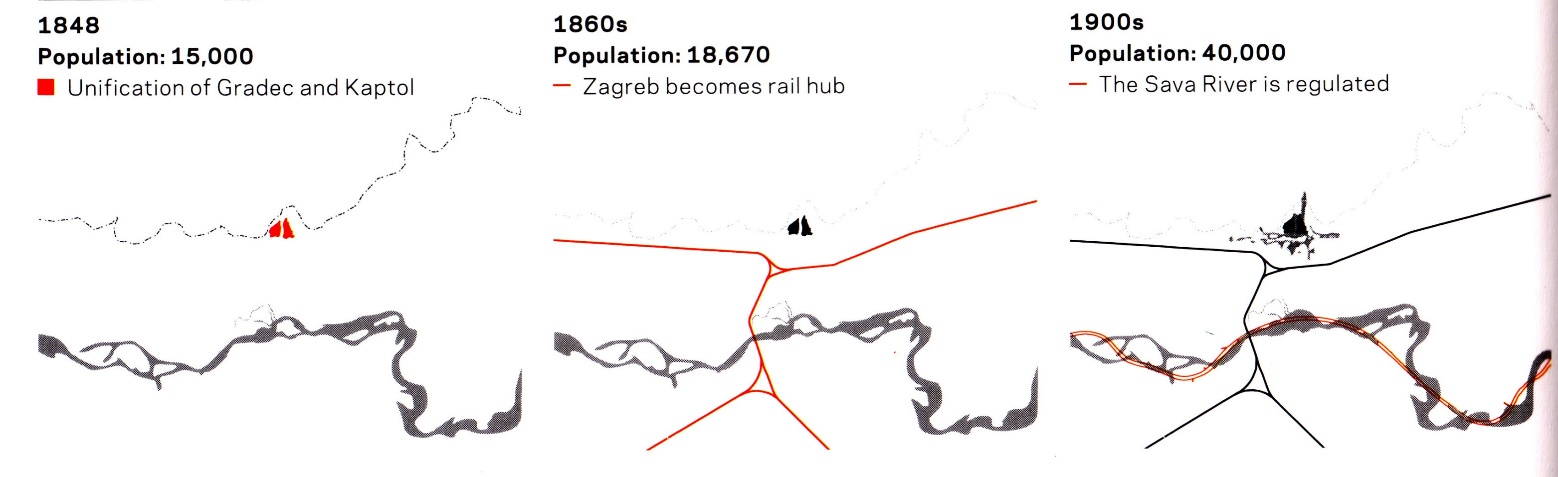 1848
Population: 15,000
Unification of Gradec and Kaptol
1860s
Population: 18,670
Zagreb becomes rail hub
1900s
Population: 40,000
The Sava River is regulated